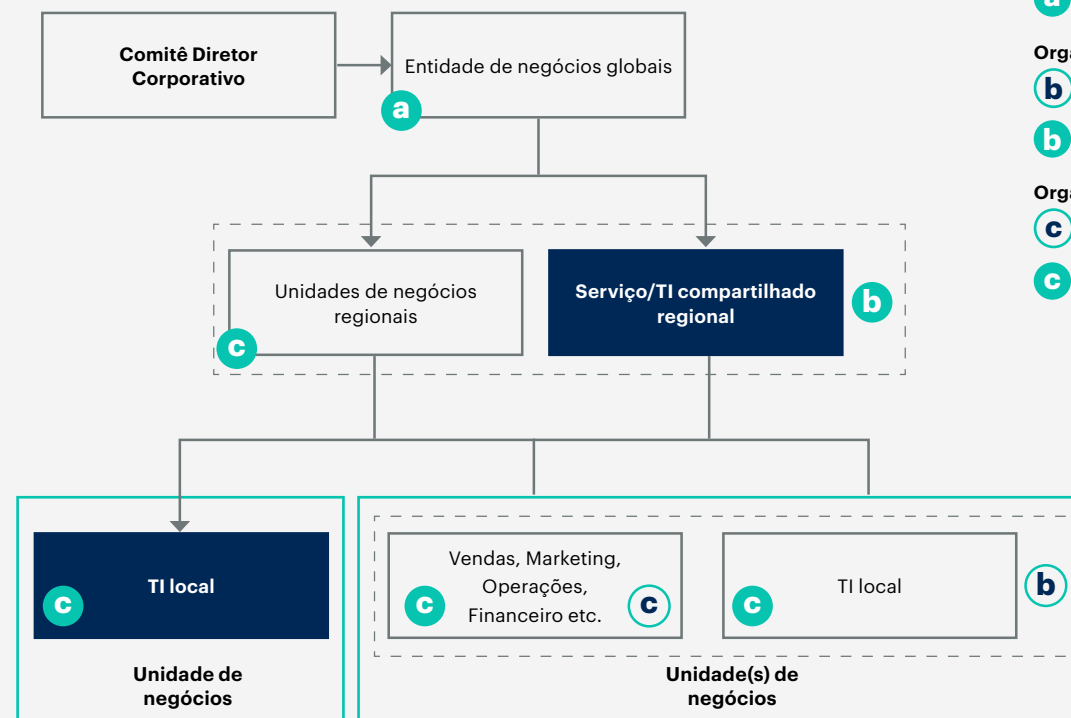 Comitê Diretor
Corporativo
Entidade de negócios globais
a
Unidades de negócios
regionais
c
Serviço/TI compartilhado
regional
b
TI local
c
Unidade de
negócios
Vendas, Marketing,
Operações,
Financeiro etc.
c
c
TI local
c
b
Unidade(s) de
negócios
a
b
b
c
c